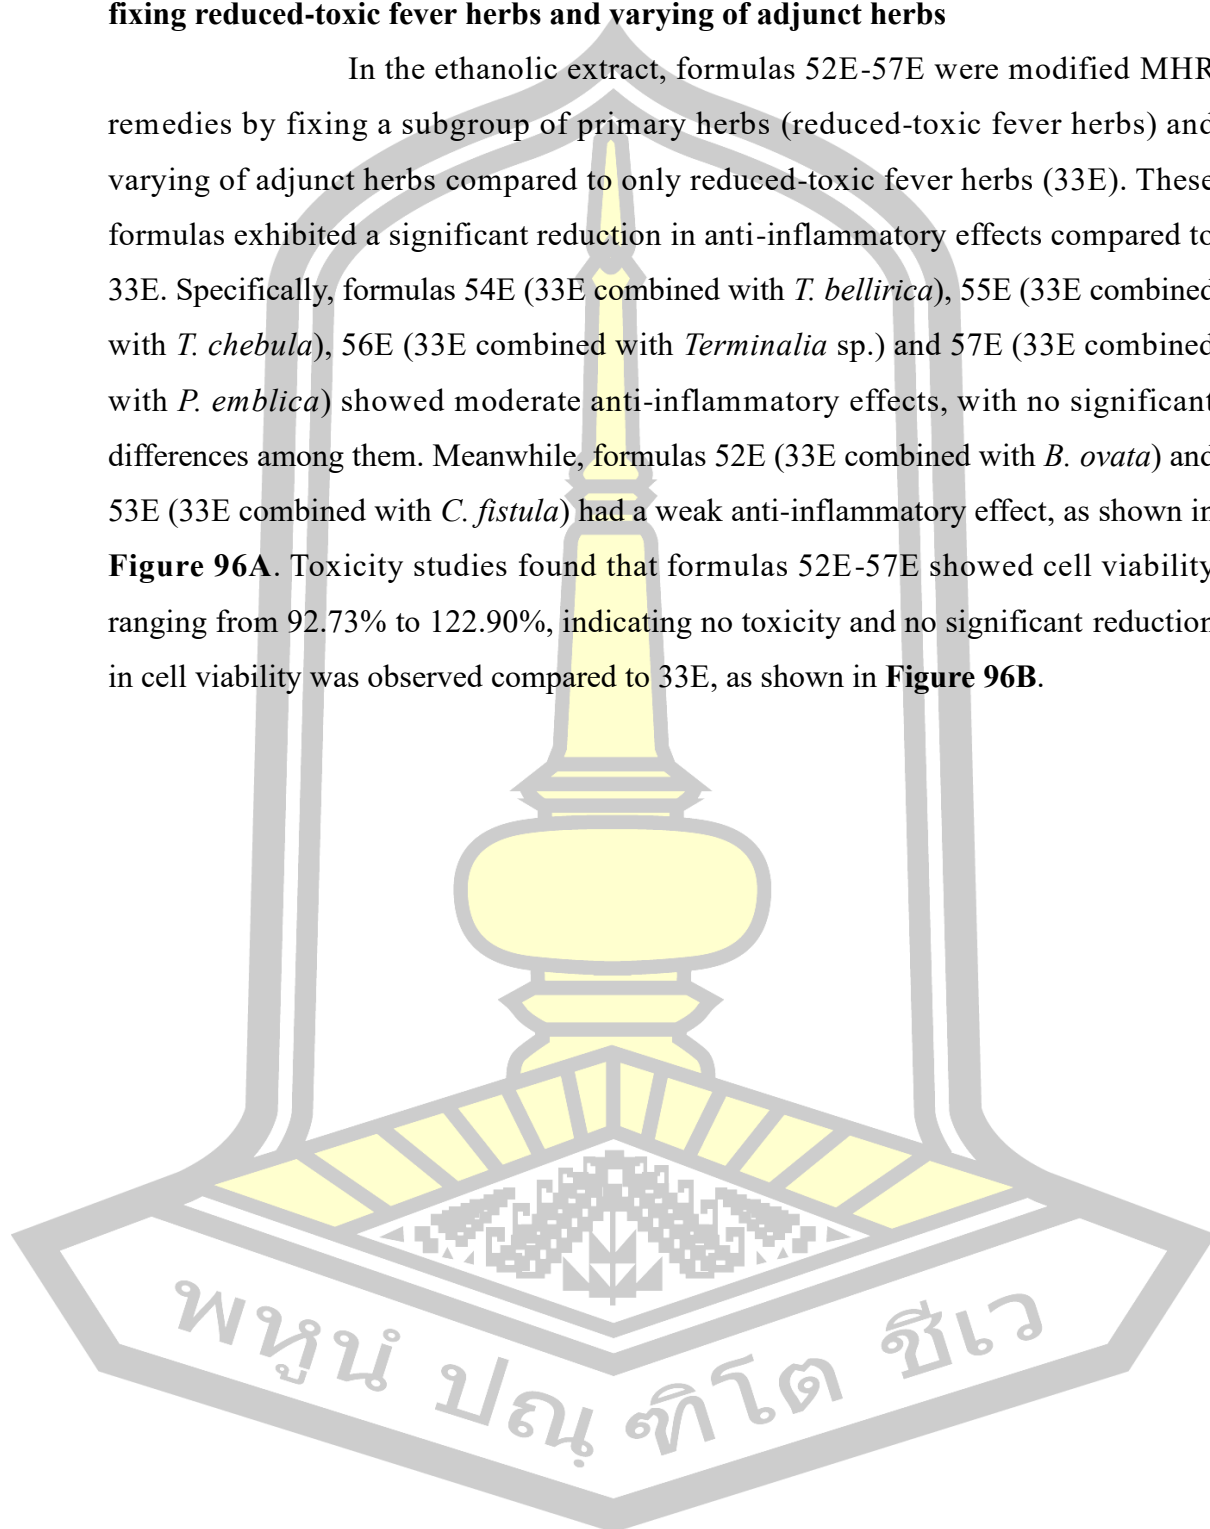 fixing reduced-toxic fever herbs and varying of adjunct herbs
In the ethanolic extract, formulas 52E-57E were modified MHR
remedies by fixing a subgroup of primary herbs (reduced-toxic fever herbs) and
varying of adjunct herbs compared to only reduced-toxic fever herbs (33E). These
formulas exhibited a significant reduction in anti-inflammatory effects compared to
33E. Specifically, formulas 54E (33E combined with T. bellirica), 55E (33E combined
with T. chebula), 56E (33E combined with Terminalia sp.) and 57E (33E combined
with P. emblica) showed moderate anti-inflammatory effects, with no significant
differences among them. Meanwhile, formulas 52E (33E combined with B. ovata) and
53E (33E combined with C. fistula) had a weak anti-inflammatory effect, as shown in
Figure 96A. Toxicity studies found that formulas 52E-57E showed cell viability
ranging from 92.73% to 122.90%, indicating no toxicity and no significant reduction
in cell viability was observed compared to 33E, as shown in Figure 96B.
พหูนํ ปณฺ ฑิโต ชีเว